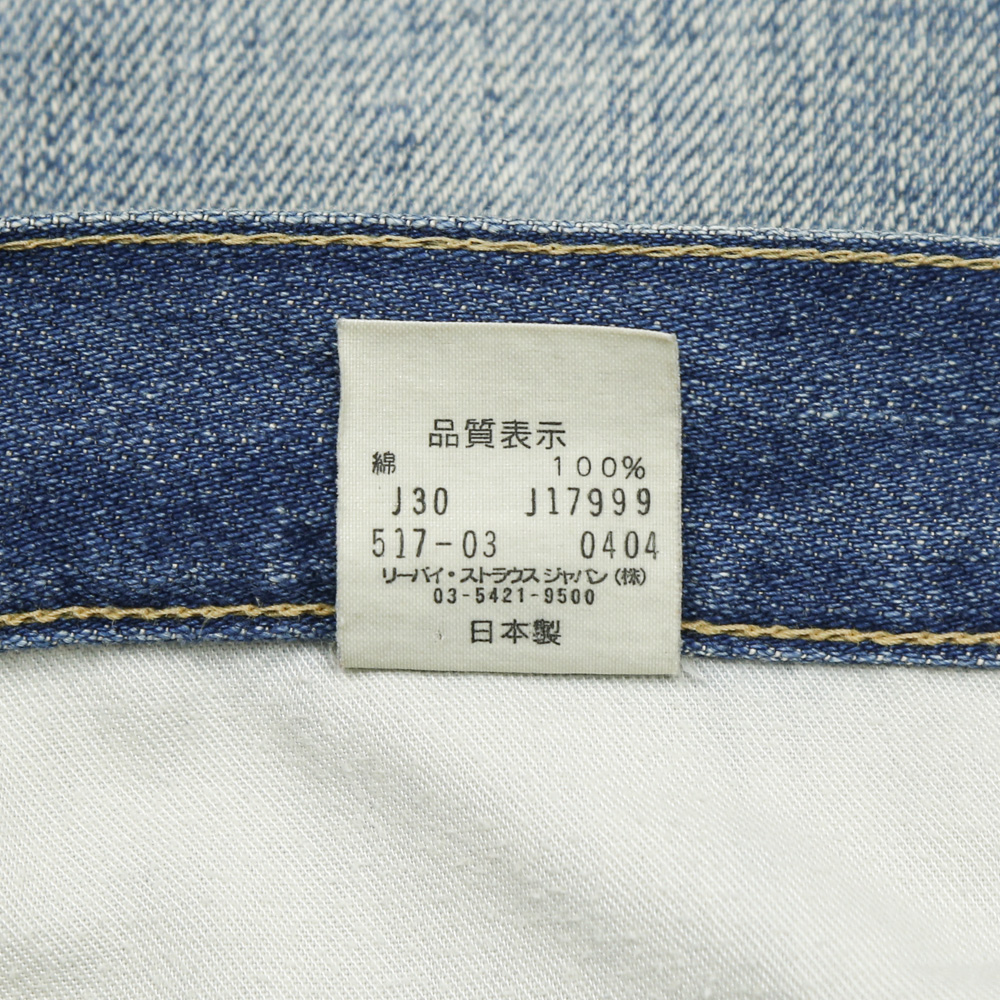 品質表示
綿 100%
J30 J17999
517-03 0404
リーバイ・ストラウスジャパン(株)
03-5421-9500
日本製